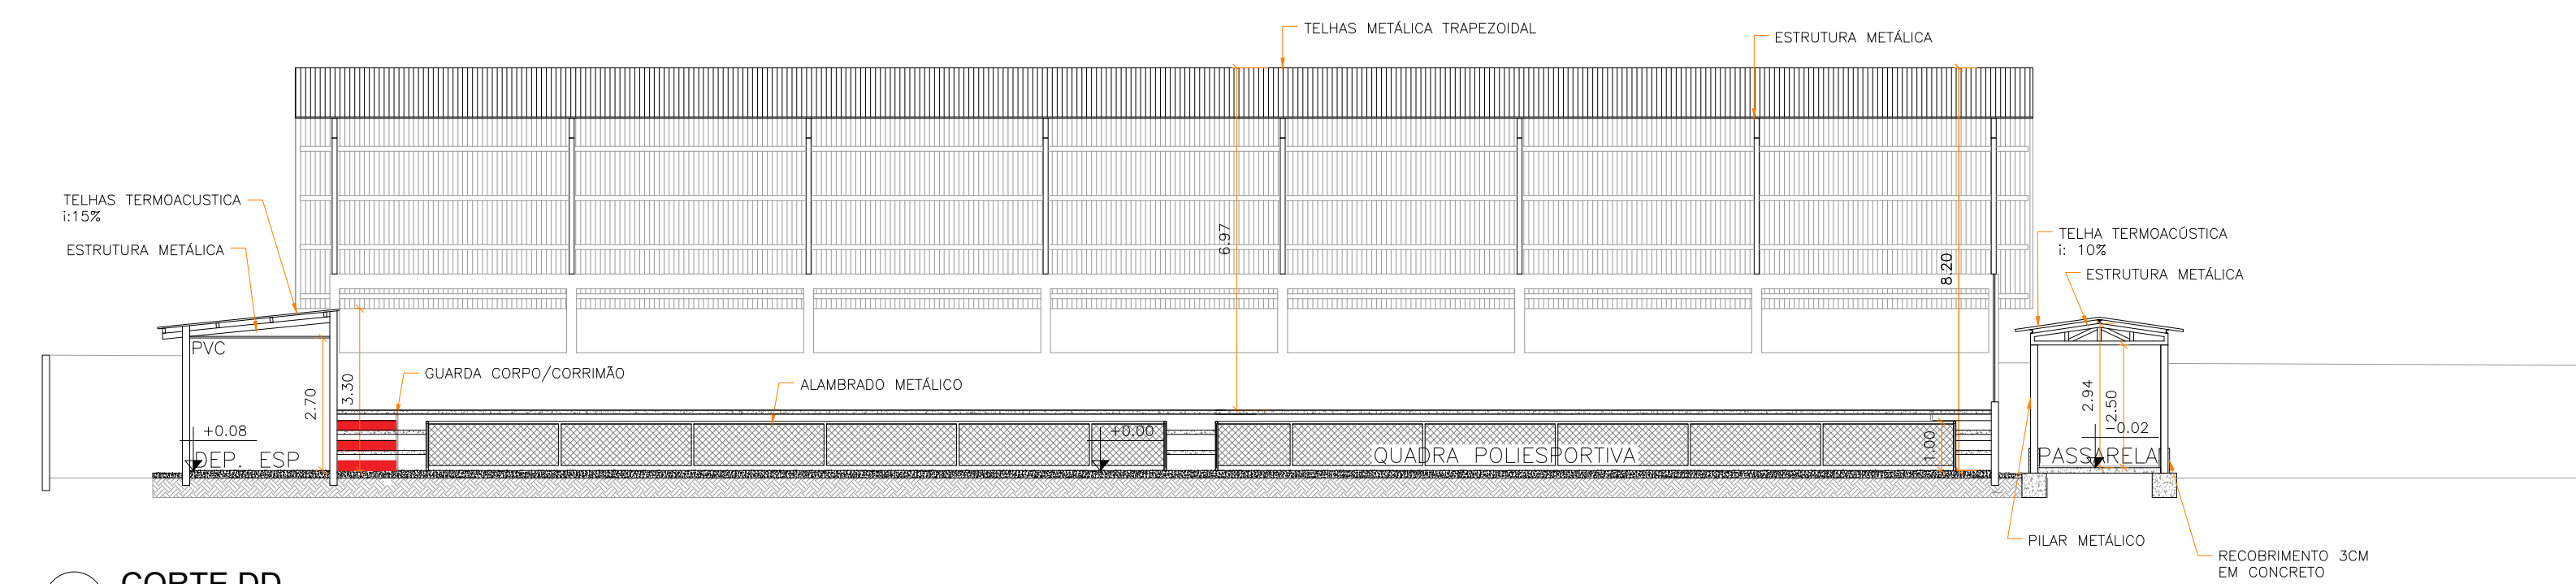 TELHAS METÁLICA TRAPEZOIDAL
ESTRUTURA METÁLICA
TELHAS TERMOACUSTICA
i:15%
ESTRUTURA METÁLICA
6.97
8.20
TELHA TERMOACÚSTICA
i: 10%
ESTRUTURA METÁLICA
PVC
GUARDA CORPO/CORRIMÃO
ALAMBRADO METÁLICO
2.70
3.30
2.94
2.50
+0.08
+0.00
-0.02
1.00
DEP. ESP
QUADRA POLIESPORTIVA
PASSARELA
PILAR METÁLICO
RECOBRIMENTO 3CM
EM CONCRETO
CORTE DD